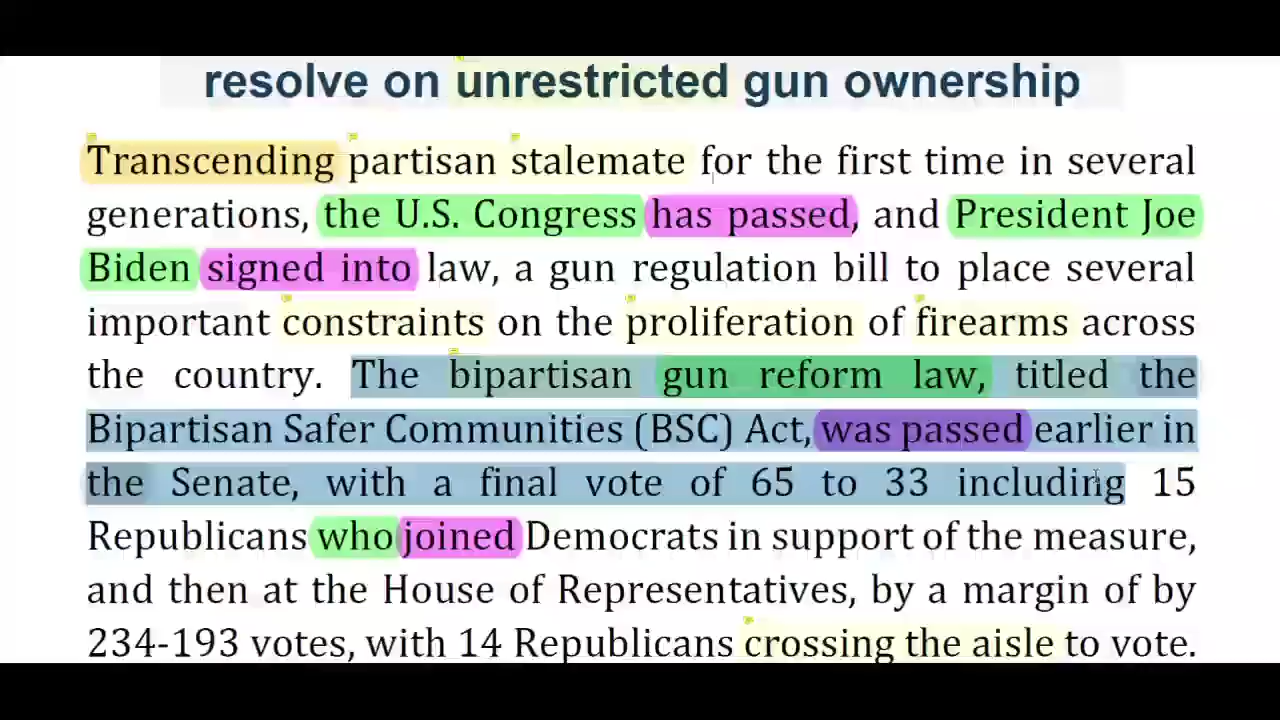 resolve on unrestricted gun ownership
Transcending partisan stalemate for the first time in several
generations, the U.S. Congress has passed, and President Joe
Biden signed into law, a gun regulation bill to place several
important constraints on the proliferation of firearms across
the country. The bipartisan gun reform law, titled the
Bipartisan Safer Communities (BSC) Act, was passed earlier in
the Senate, with a final vote of 65 to 33 including 15
Republicans who joined Democrats in support of the measure,
and then at the House of Representatives, by a margin of by
234-193 votes, with 14 Republicans crossing the aisle to vote.